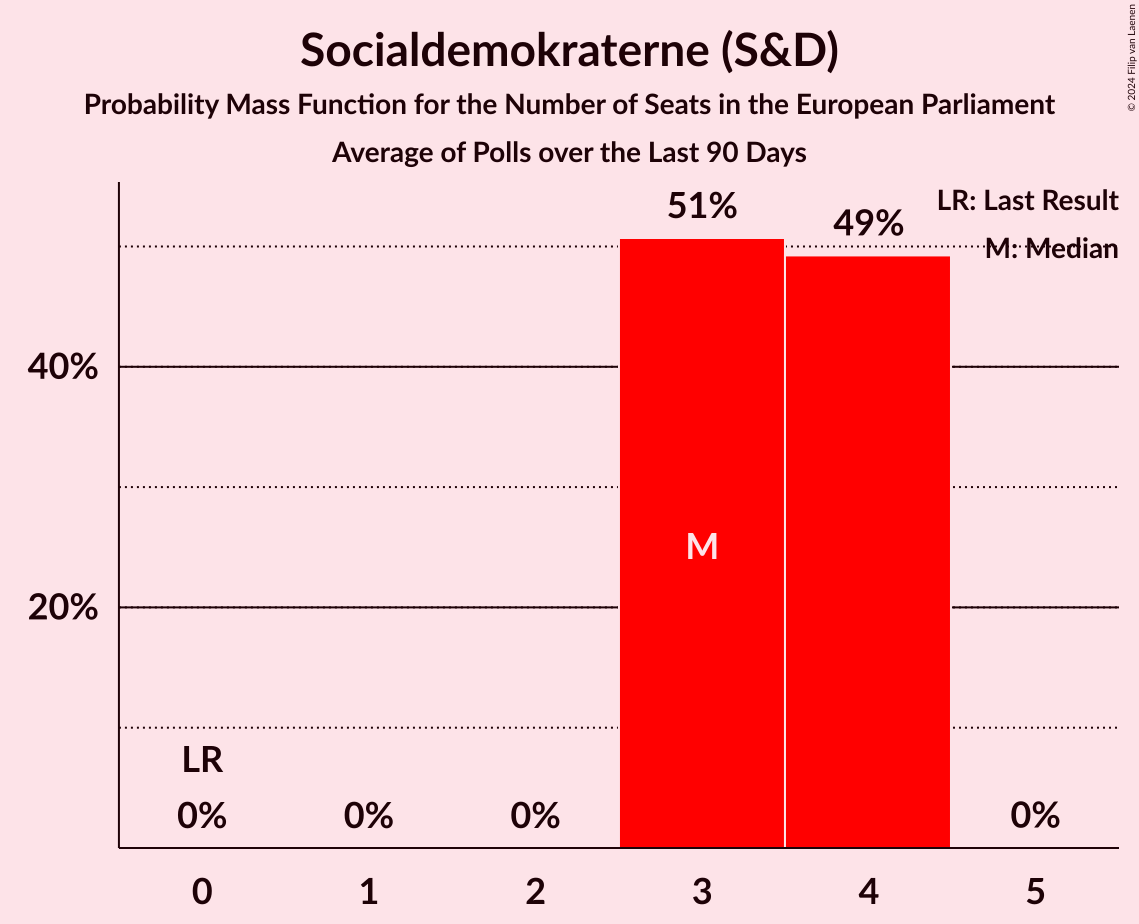 Socialdemokraterne (S&D)
Probability Mass Function for the Number of Seats in the European Parliament
Average of Polls over the Last 90 Days
© 2024 Filip van Laenen
LR: Last Result
M: Median
51%
49%
40%
20%
M
LR
0%
0%
0%
0%
0
1
2
3
4
5